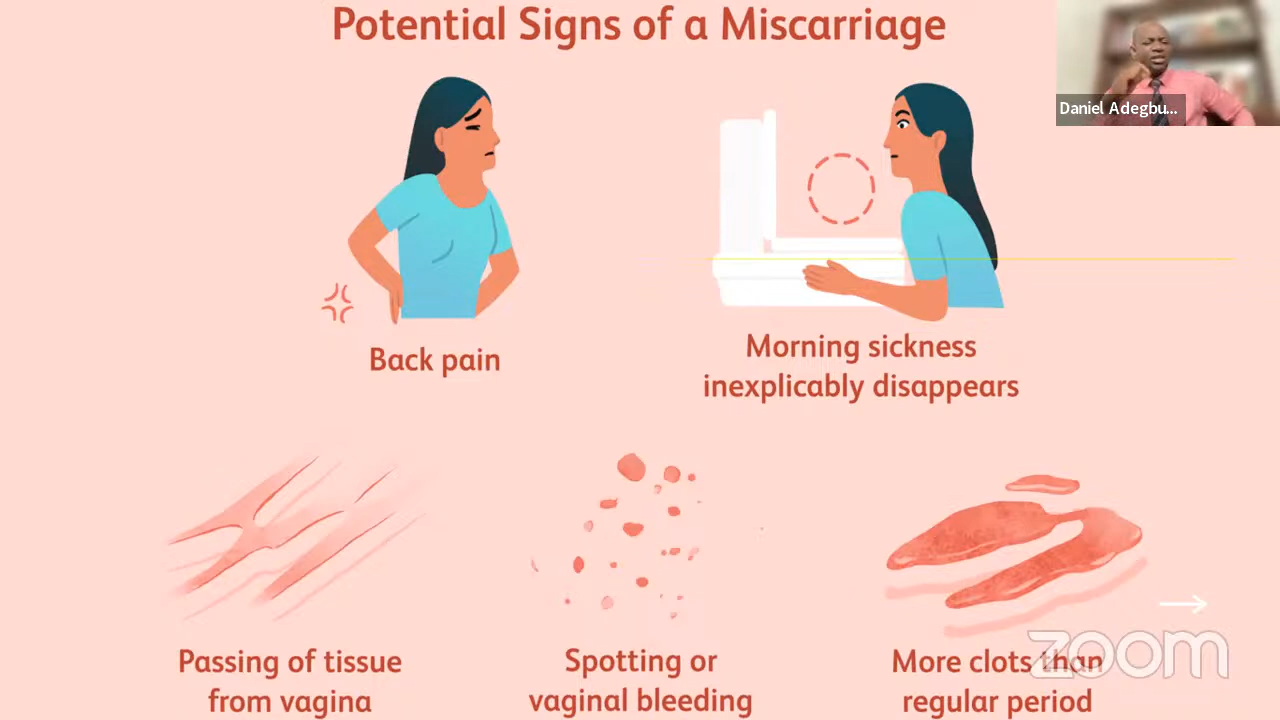 Potential Signs of a Miscarriage
Daniel Adegbu...
Back pain
Morning sickness
inexplicably disappears
Passing of tissue
from vagina
Spotting or
vaginal bleeding
More clots than
regular period
zoom